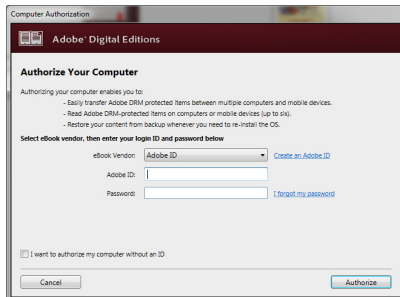 Computer Authorization
Adobe® Digital Editions
Authorize Your Computer
Authorizing your computer enables you to:
- Easily transfer Adobe DRM protected items between multiple computers and mobile devices.
- Read Adobe DRM-protected items on computers or mobile devices (up to six).
- Restore your content from backup whenever you need to re-install the OS.
Select eBook vendor, then enter your login ID and password below
eBook Vendor: Adobe ID Create an Adobe ID
Adobe ID:
Password: I forgot my password
I want to authorize my computer without an ID
Cancel Authorize